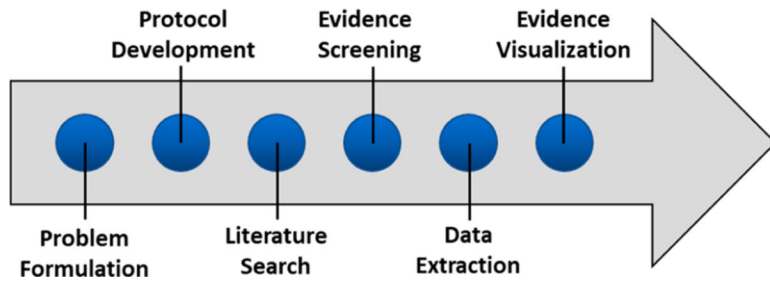 Protocol
Development
Evidence
Screening
Evidence
Visualization
Problem
Formulation
Literature
Search
Data
Extraction